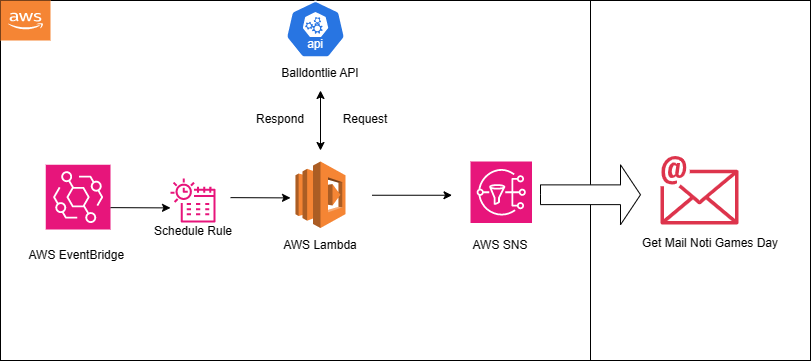 aws
api
Balldontlie API
Respond
Request
Schedule Rule
AWS EventBridge
AWS Lambda
AWS SNS
@
Get Mail Noti Games Day